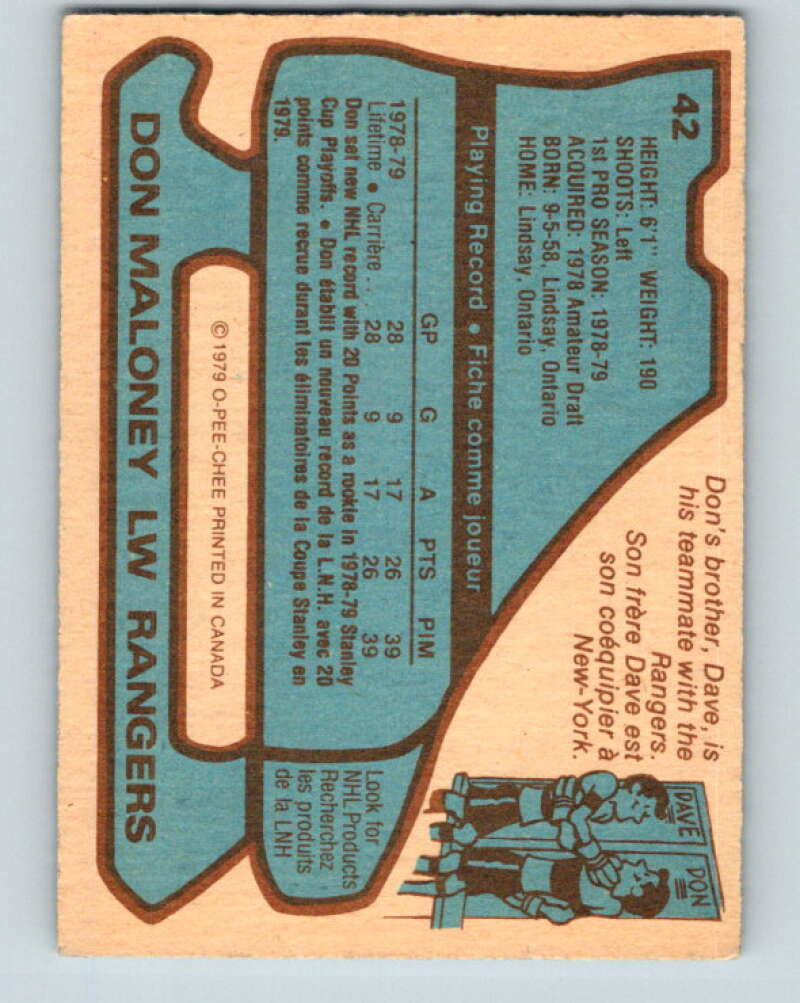 42
HEIGHT: 6'1" WEIGHT: 190
SHOOTS: Left
1st PRO SEASON: 1978-79
ACQUIRED: 1978 Amateur Draft
BORN: 9-5-58, Lindsay, Ontario
HOME: Lindsay, Ontario
Don's brother, Dave, is
his teammate with the
Rangers.
Son frère Dave est
son coéquipier à
New-York.
DAVE
DON
Playing Record • Fiche comme joueur
GP G A PTS PIM
1978-79 28 9 17 26 39
Lifetime • Carrière . . . 28 9 17 26 39
Don set new NHL record with 20 Points as a rookie in 1978-79 Stanley
Cup Playoffs. • Don établit un nouveau record de la L.N.H. avec 20
points comme recrue durant les éliminatoires de la Coupe Stanley en
1979.
Look for
NHL Products
Recherchez
les produits
de la LNH
© 1979 O-PEE-CHEE PRINTED IN CANADA
DON MALONEY LW RANGERS